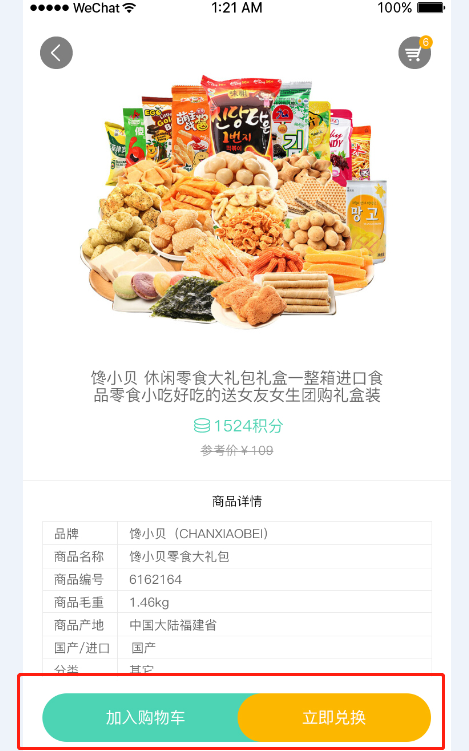 ●●●●● WeChat 1:21 AM 100%
6
신당
1번지
기
망고
馋小贝 休闲零食大礼包礼盒一整箱进口食
品零食小吃好吃的送女友女生团购礼盒装
1524积分
参考价￥109
商品详情
品牌 馋小贝（CHANXIAOBEI）
商品名称 馋小贝零食大礼包
商品编号 6162164
商品毛重 1.46kg
商品产地 中国大陆福建省
国产/进口 国产
分类 其它
加入购物车 立即兑换